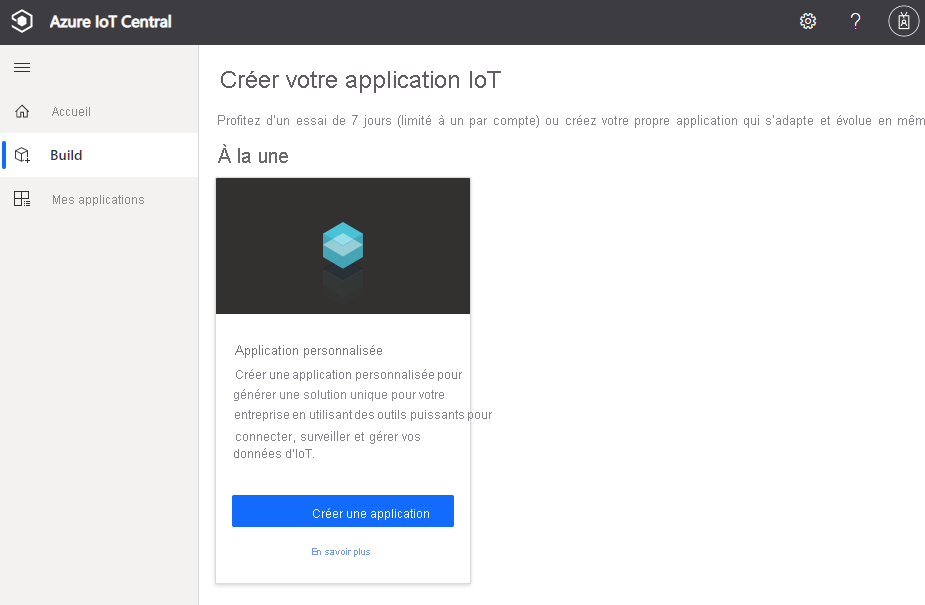 Azure IoT Central
?
Accueil
Build
Mes applications
Créer votre application IoT
Profitez d'un essai de 7 jours (limité à un par compte) ou créez votre propre application qui s'adapte et évolue en mêm
À la une
Application personnalisée
Créer une application personnalisée pour
générer une solution unique pour votre
entreprise en utilisant des outils puissants pour
connecter, surveiller et gérer vos
données d'IoT.
Créer une application
En savoir plus